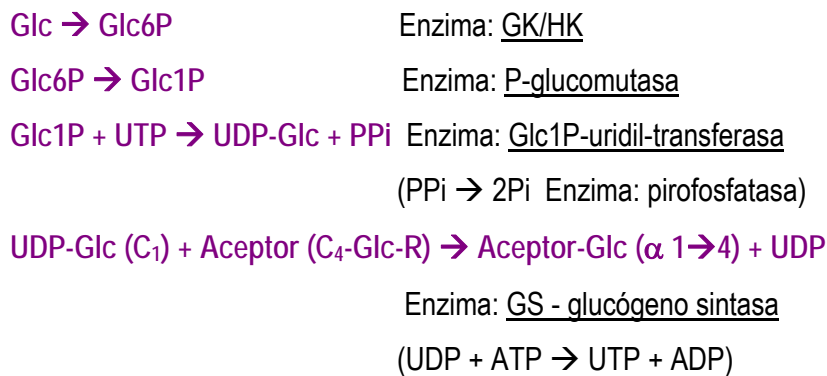 Glc → Glc6P Enzima: GK/HK
Glc6P → Glc1P Enzima: P-glucomutasa
Glc1P + UTP → UDP-Glc + PPi Enzima: Glc1P-uridil-transferasa
(PPi → 2Pi Enzima: pirofosfatasa)
UDP-Glc (C₁) + Aceptor (C₄-Glc-R) → Aceptor-Glc (α 1→4) + UDP
Enzima: GS - glucógeno sintasa
(UDP + ATP → UTP + ADP)